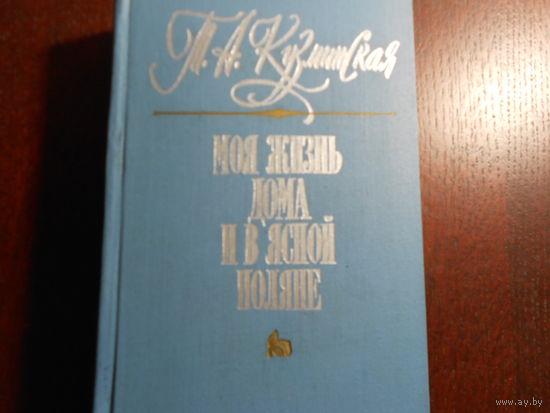 Т. А. Кузминская
МОЯ ЖИЗНЬ
ДОМА
И В ЯСНОЙ
ПОЛЯНЕ
www.ay.by